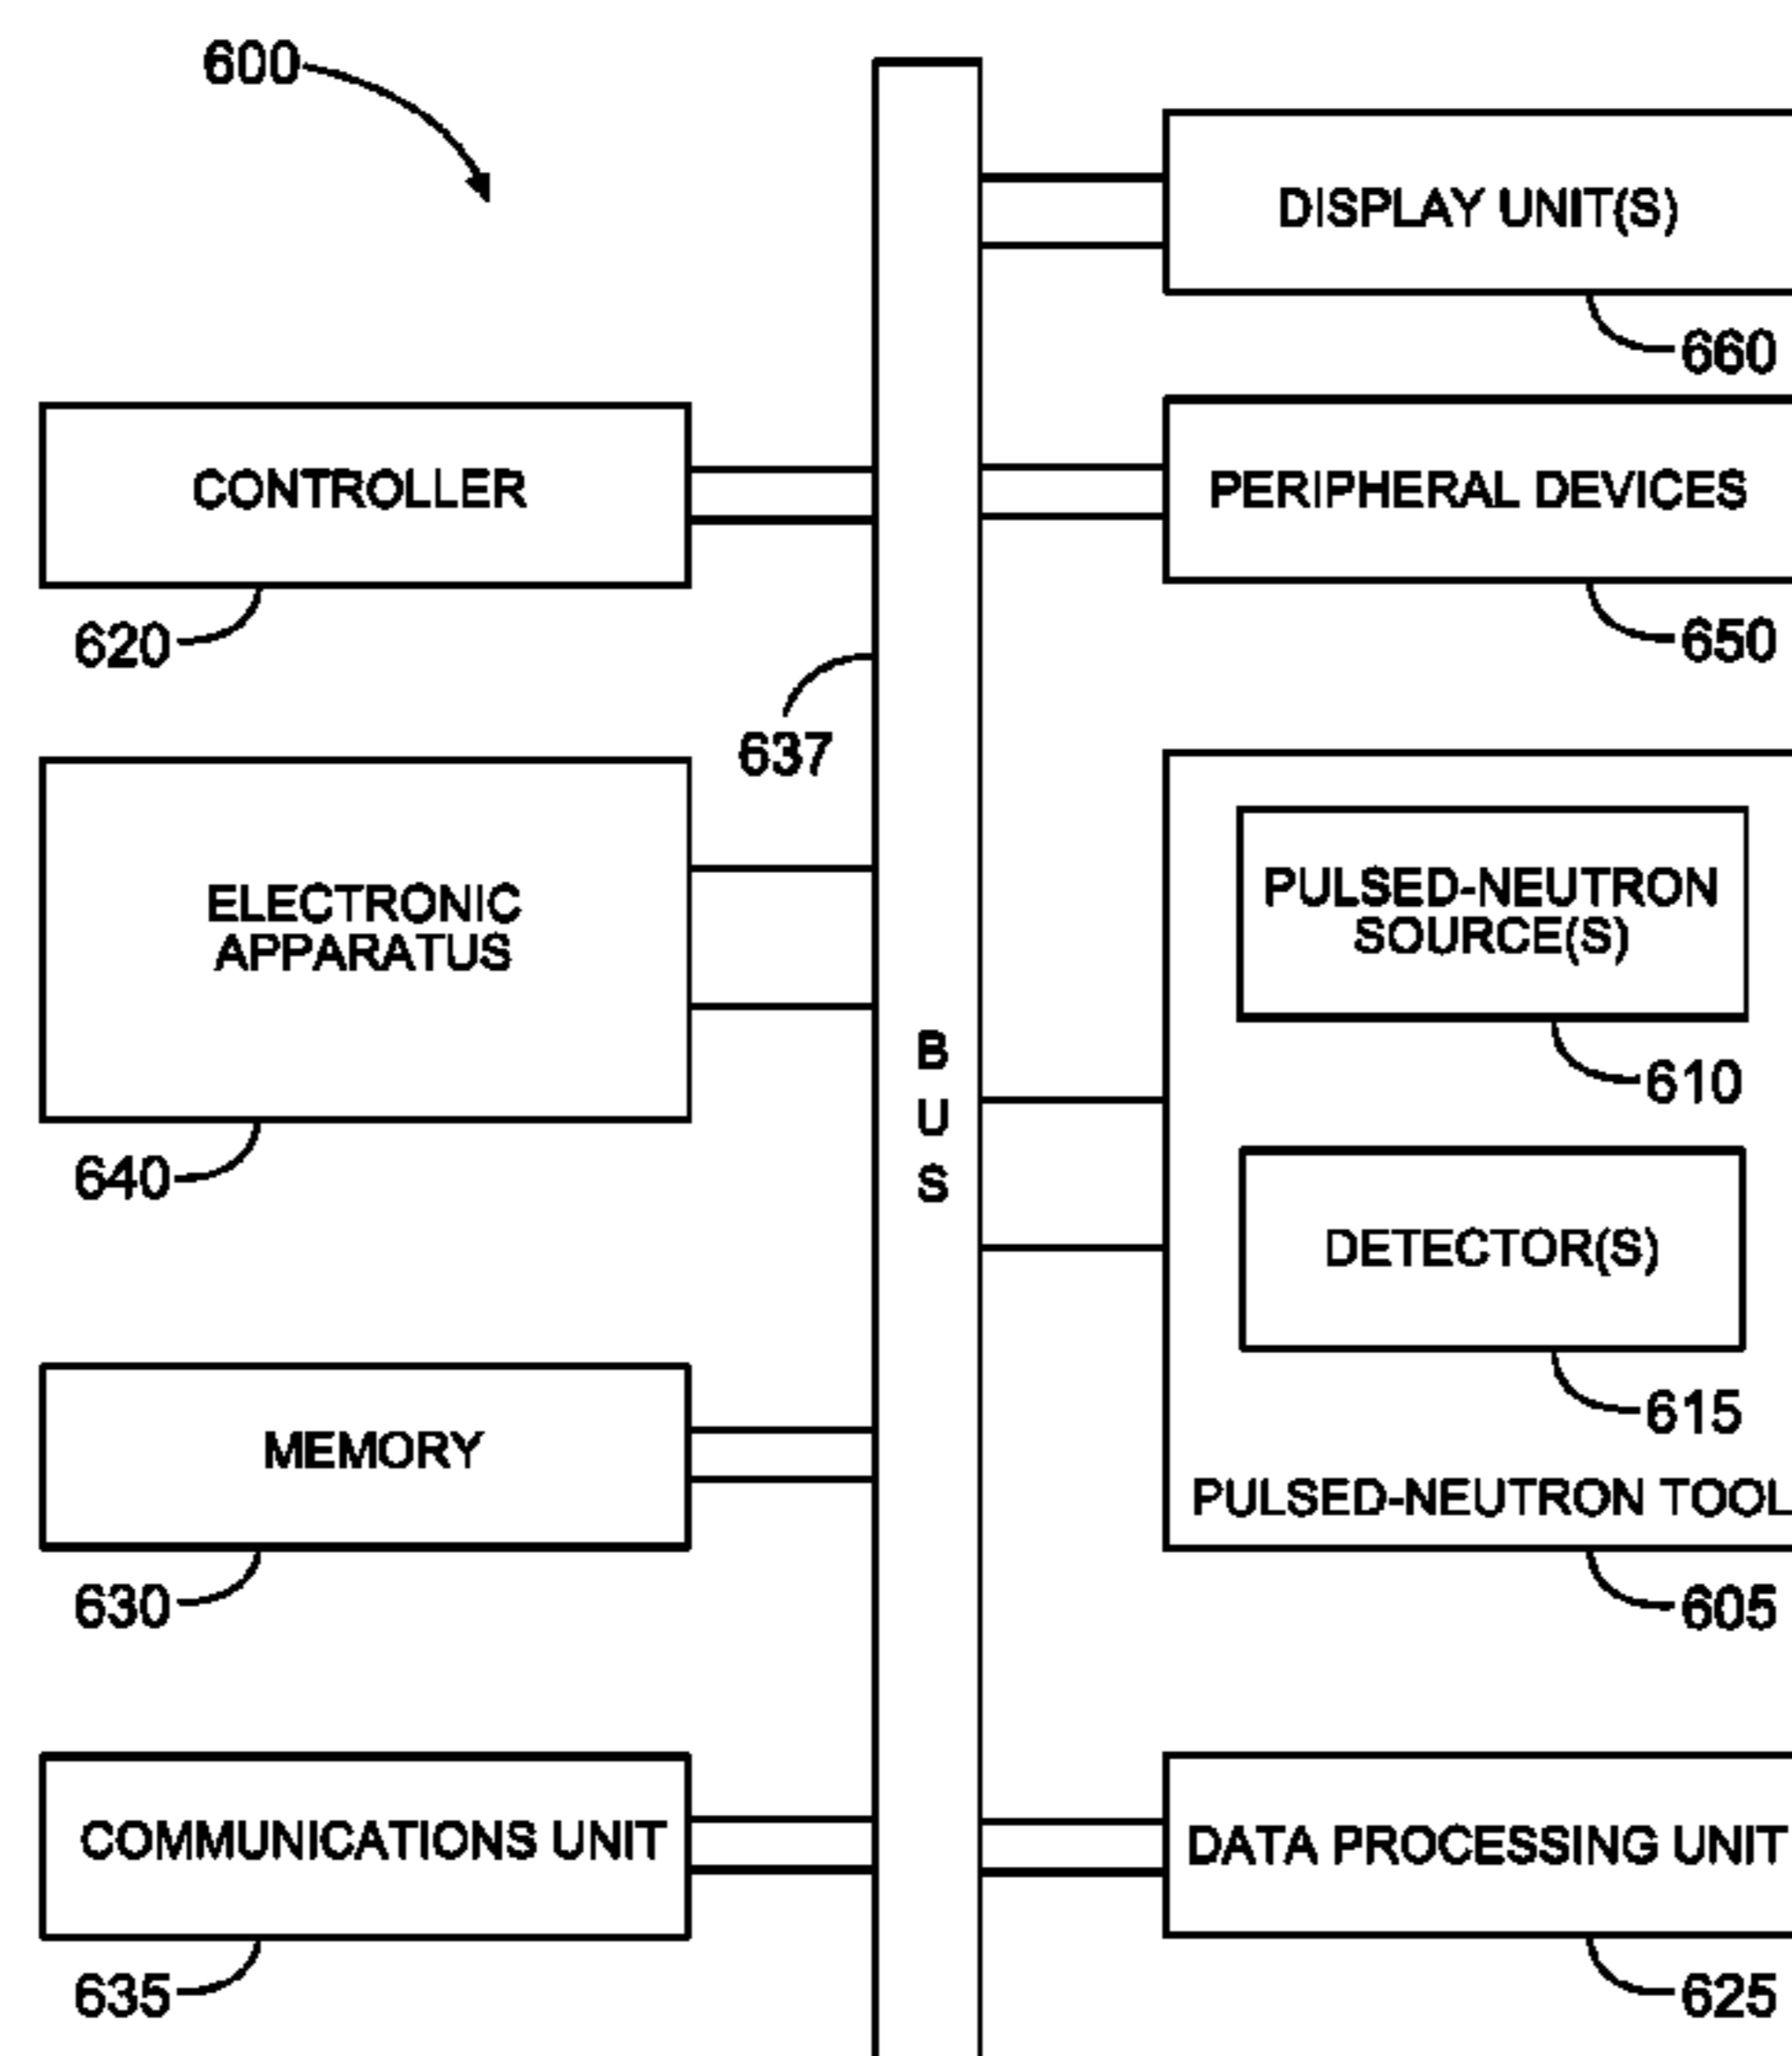 600
DISPLAY UNIT(S)
660
CONTROLLER
620
PERIPHERAL DEVICES
650
637
ELECTRONIC
APPARATUS
640
B
U
S
PULSED-NEUTRON
SOURCE(S)
610
DETECTOR(S)
615
PULSED-NEUTRON TOOL
605
MEMORY
630
COMMUNICATIONS UNIT
635
DATA PROCESSING UNIT
625